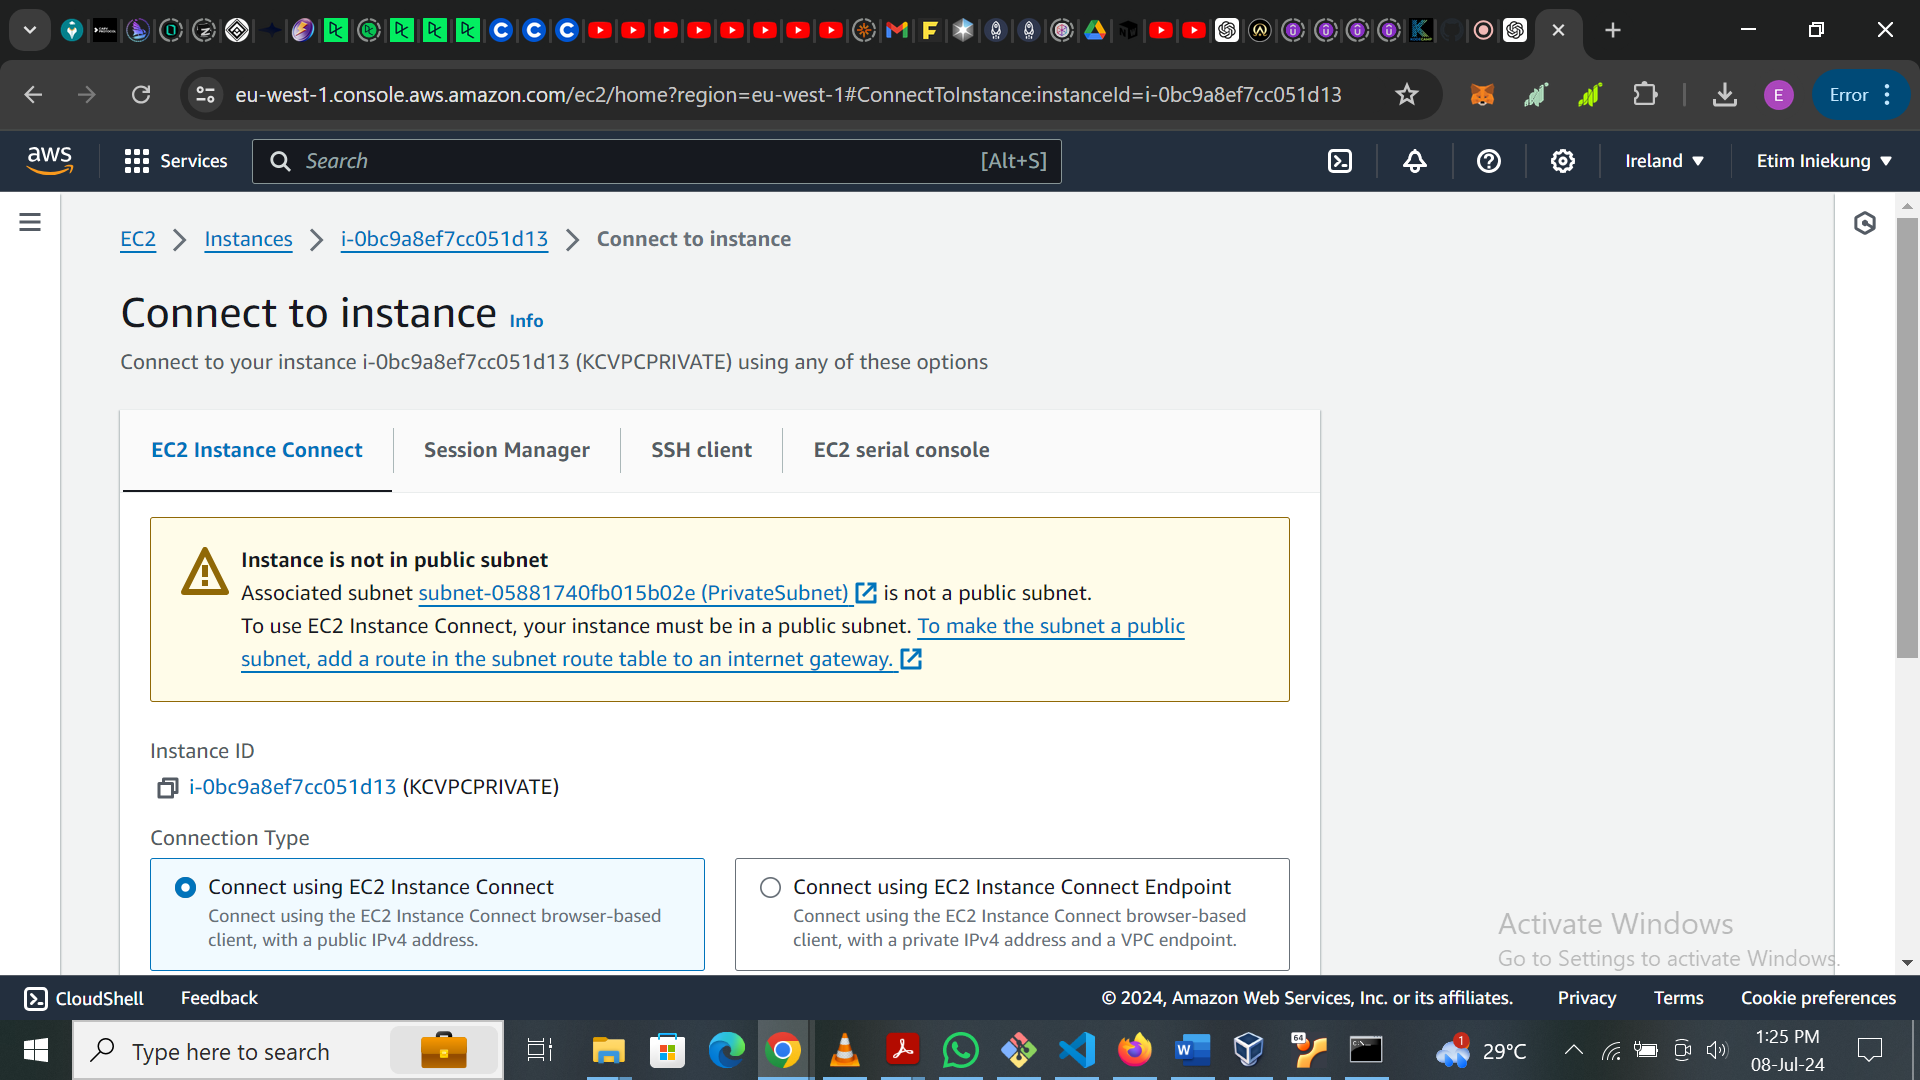 eu-west-1.console.aws.amazon.com/ec2/home?region=eu-west-1#ConnectToInstance:instanceId=i-0bc9a8ef7cc051d13
E
Error
aws
Services
Search
[Alt+S]
Ireland
Etim Iniekung
EC2
Instances
i-0bc9a8ef7cc051d13
Connect to instance
Connect to instance Info
Connect to your instance i-0bc9a8ef7cc051d13 (KCVPCPRIVATE) using any of these options
EC2 Instance Connect
Session Manager
SSH client
EC2 serial console
Instance is not in public subnet
Associated subnet subnet-05881740fb015b02e (PrivateSubnet) is not a public subnet.
To use EC2 Instance Connect, your instance must be in a public subnet. To make the subnet a public
subnet, add a route in the subnet route table to an internet gateway.
Instance ID
i-0bc9a8ef7cc051d13 (KCVPCPRIVATE)
Connection Type
Connect using EC2 Instance Connect
Connect using the EC2 Instance Connect browser-based
client, with a public IPv4 address.
Connect using EC2 Instance Connect Endpoint
Connect using the EC2 Instance Connect browser-based
client, with a private IPv4 address and a VPC endpoint.
Activate Windows
Go to Settings to activate Windows.
CloudShell
Feedback
© 2024, Amazon Web Services, Inc. or its affiliates.
Privacy
Terms
Cookie preferences
Type here to search
64
1
29°C
1:25 PM
08-Jul-24